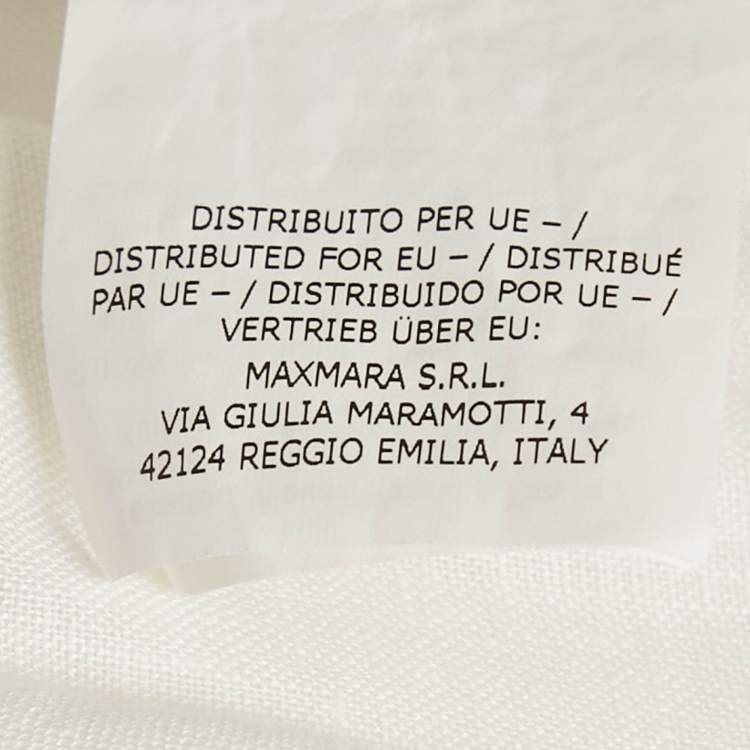 DISTRIBUITO PER UE – /
DISTRIBUTED FOR EU – / DISTRIBUÉ
PAR UE – / DISTRIBUIDO POR UE – /
VERTRIEB ÜBER EU:
MAXMARA S.R.L.
VIA GIULIA MARAMOTTI, 4
42124 REGGIO EMILIA, ITALY